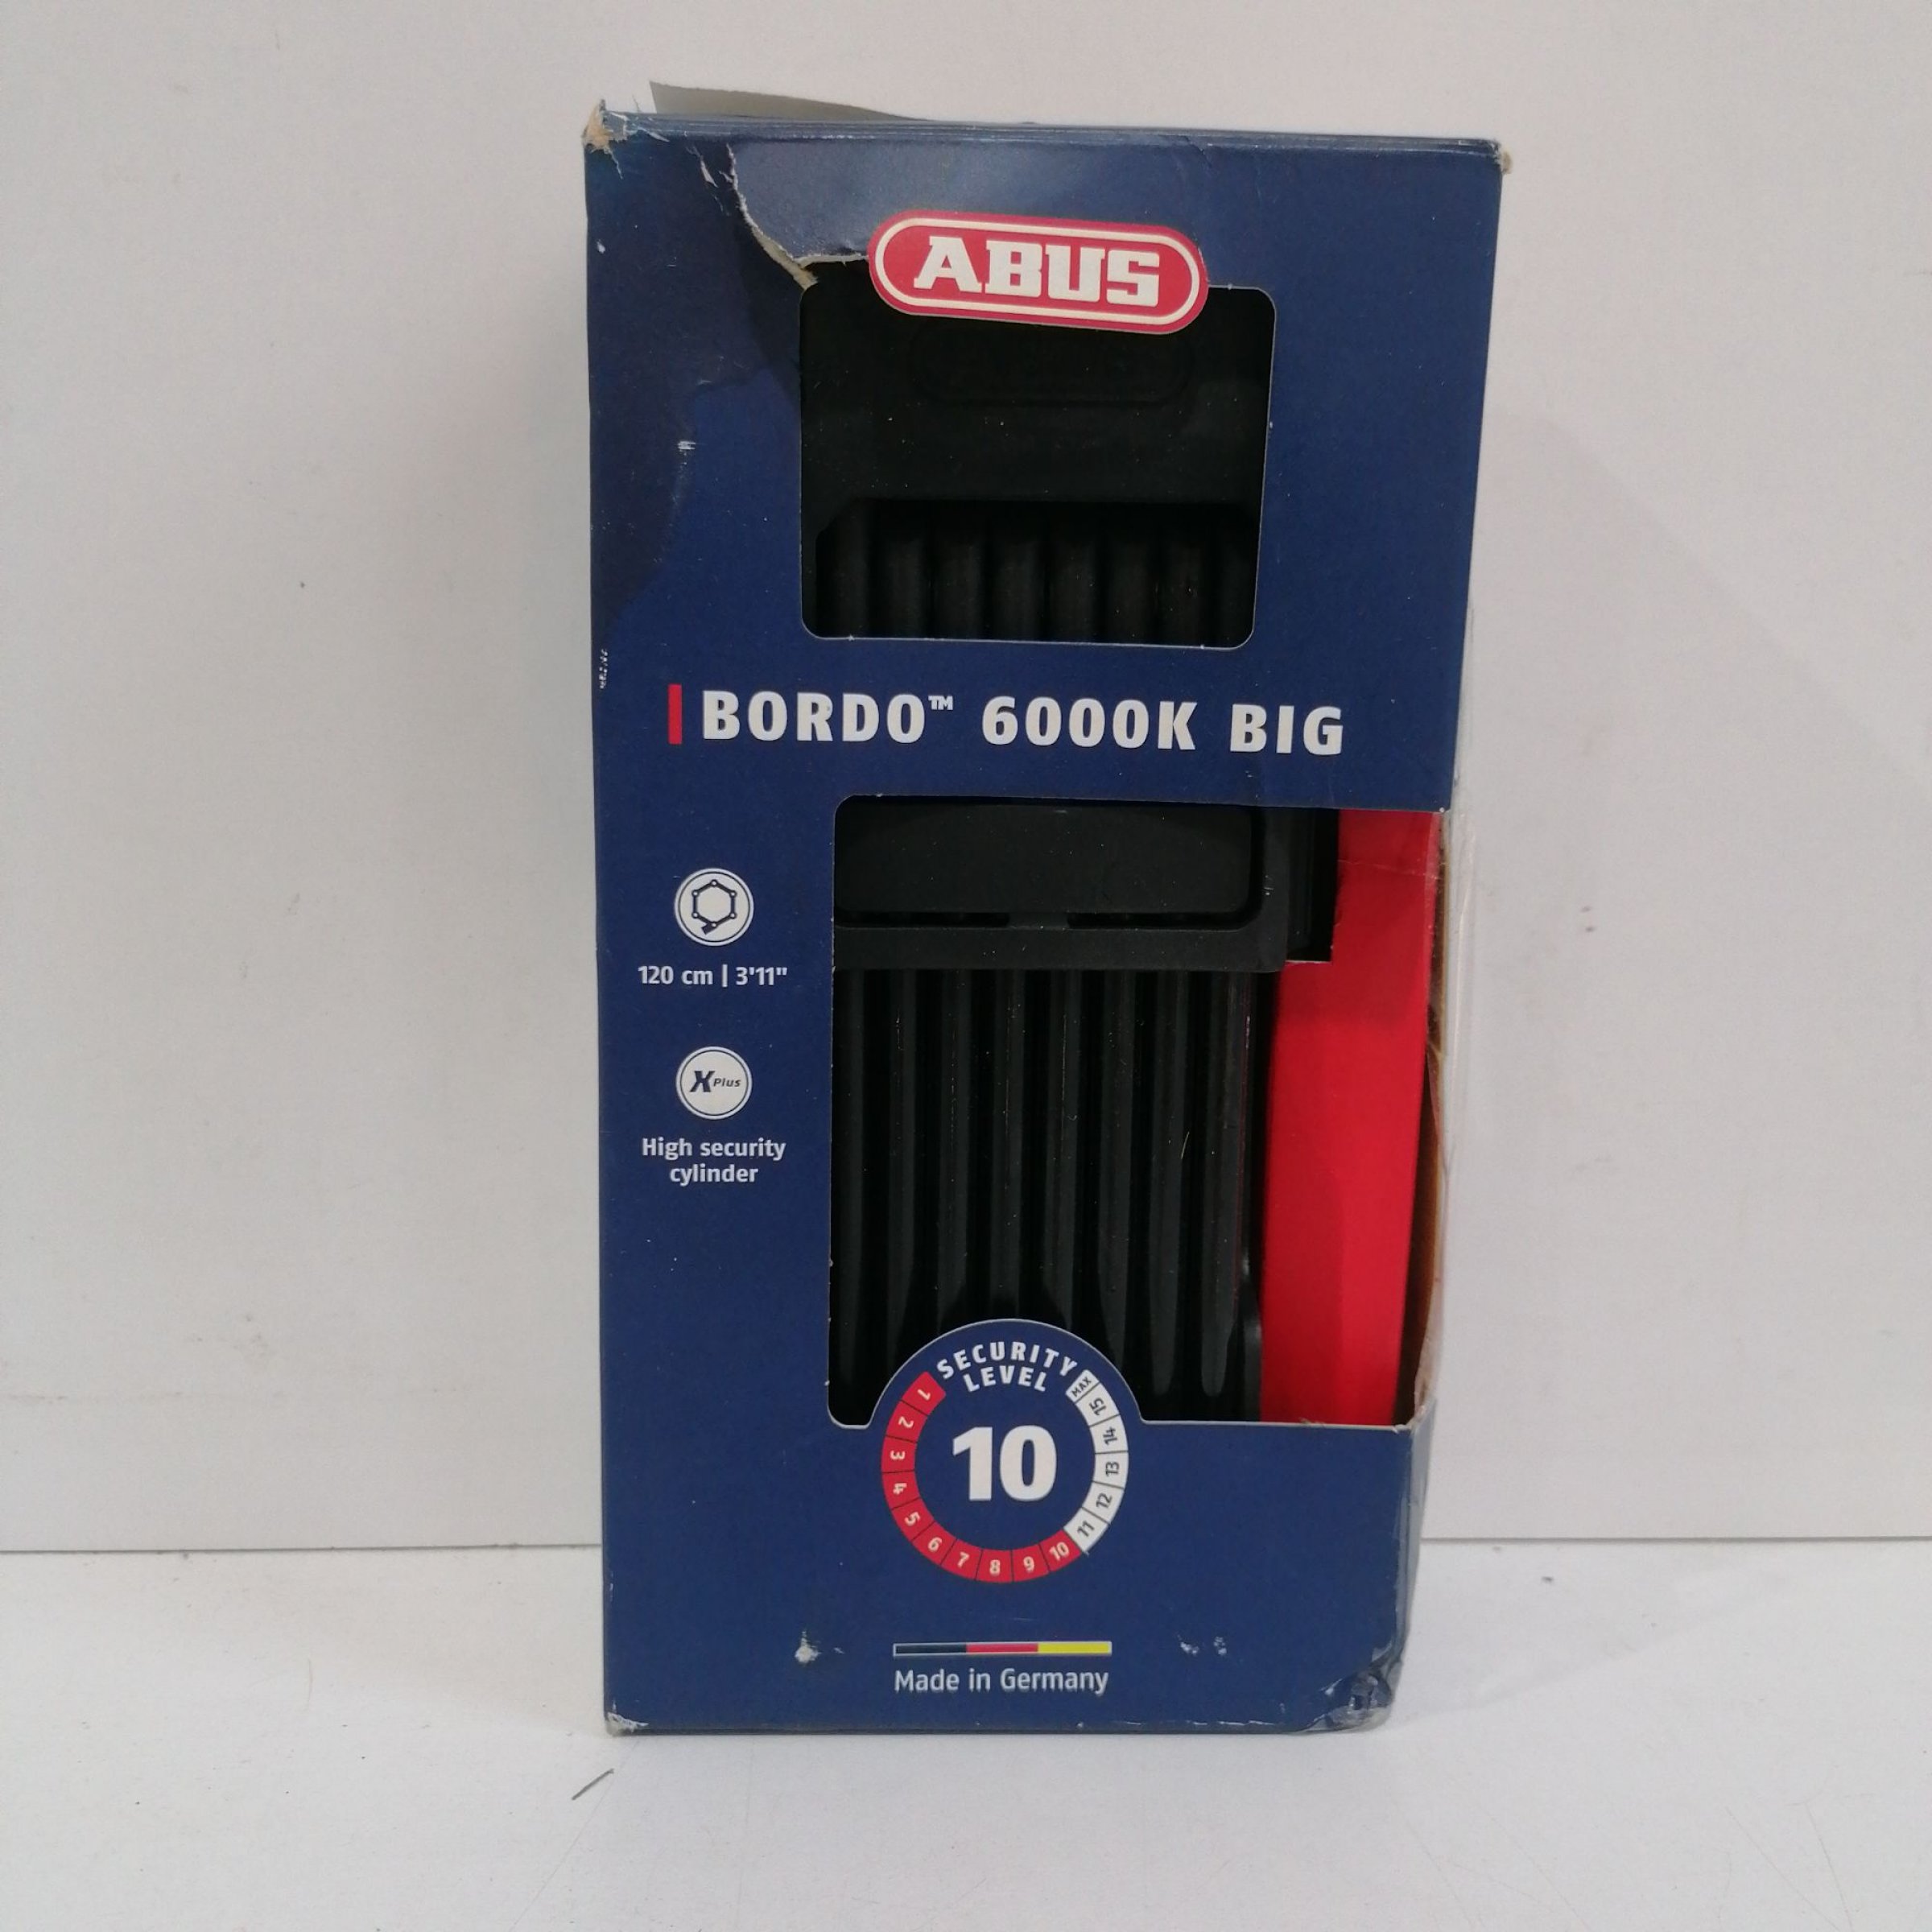 ABUS
BORDO™ 6000K BIG
120 cm | 3'11"
XPlus
High security
cylinder
SECURITY
LEVEL
10
1 2 3 4 5 6 7 8 9 10 11 12 13 14 15 MAX
Made in Germany